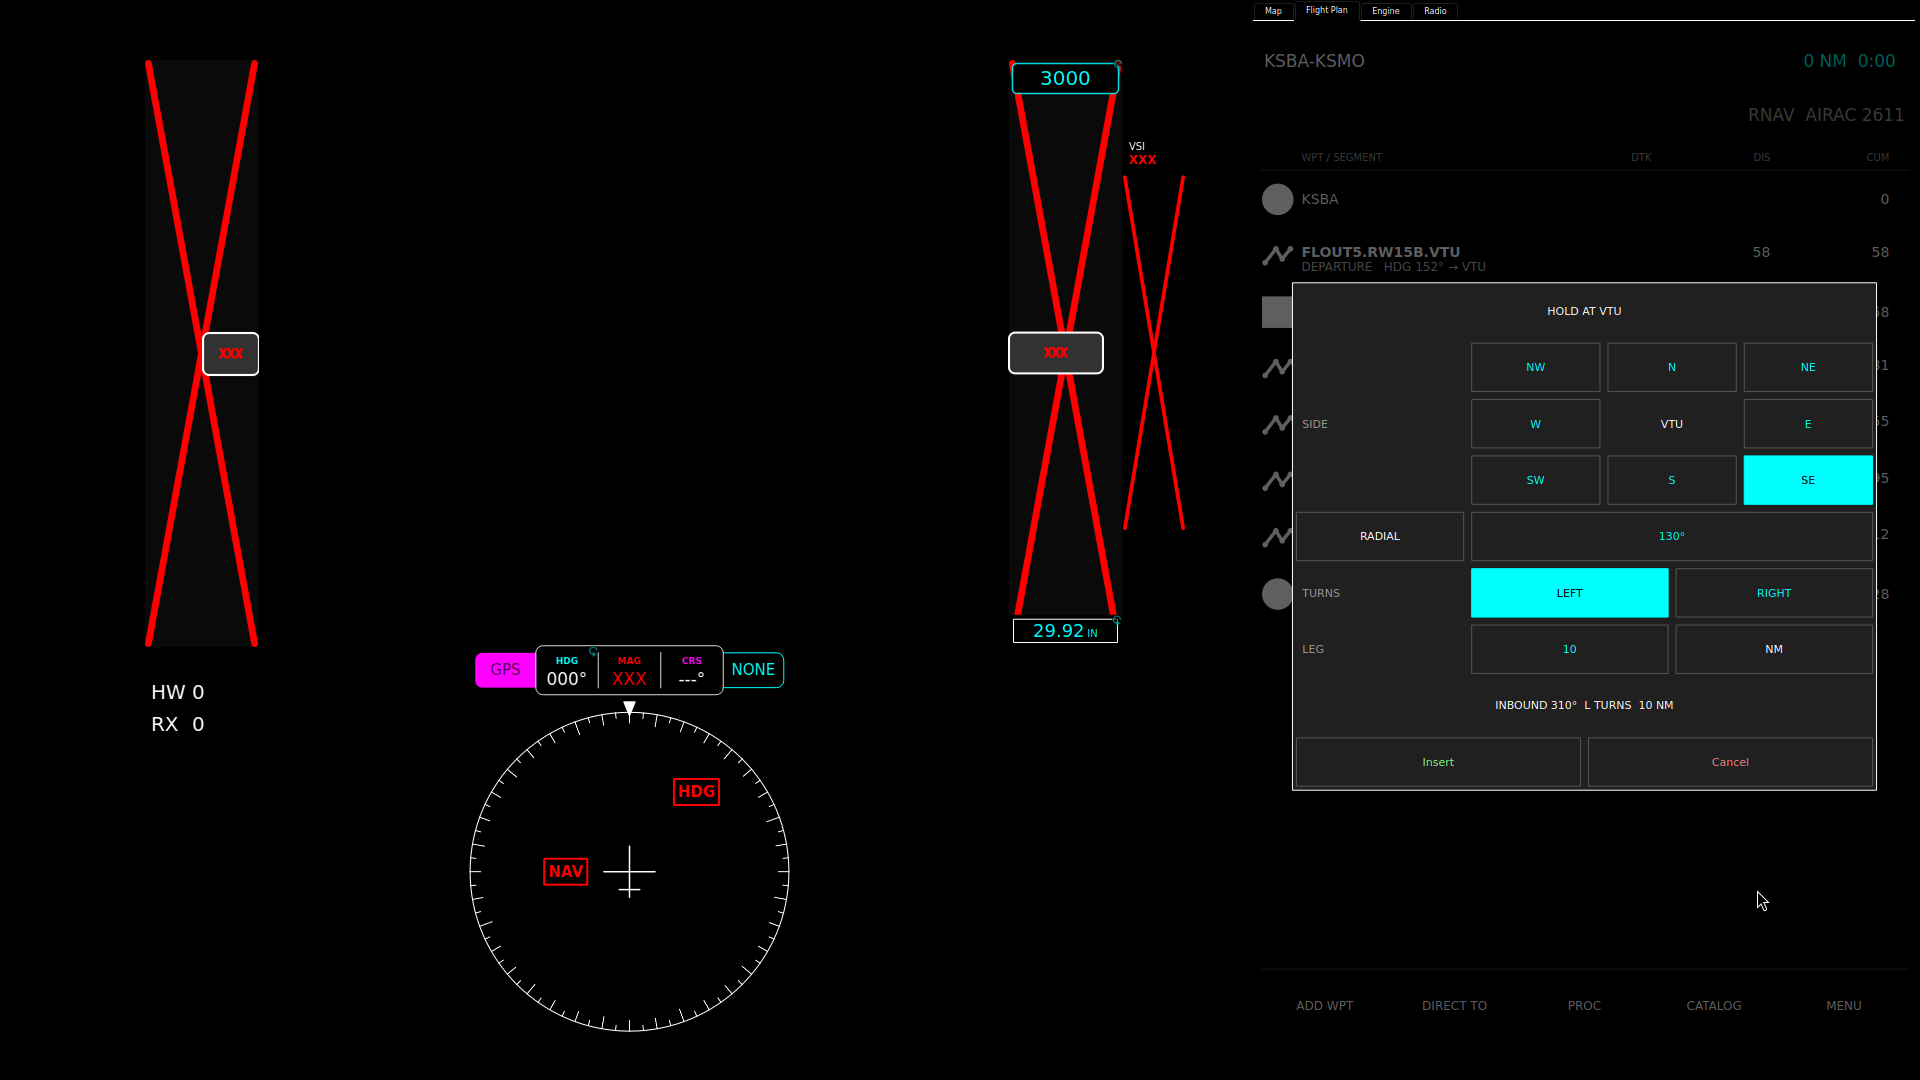 Map Flight Plan Engine Radio
KSBA-KSMO 0 NM 0:00
3000
RNAV AIRAC 2611
VSI
XXX
WPT / SEGMENT DTK DIS CUM
KSBA 0
FLOUT5.RW15B.VTU 58 58
DEPARTURE HDG 152° → VTU
HOLD AT VTU
NW N NE
SIDE W VTU E
SW S SE
XXX
XXX
RADIAL 130°
TURNS LEFT RIGHT
29.92 IN
LEG 10 NM
GPS HDG 000° MAG XXX CRS ---° NONE
HW 0
RX 0
INBOUND 310° L TURNS 10 NM
Insert Cancel
HDG
NAV
ADD WPT DIRECT TO PROC CATALOG MENU